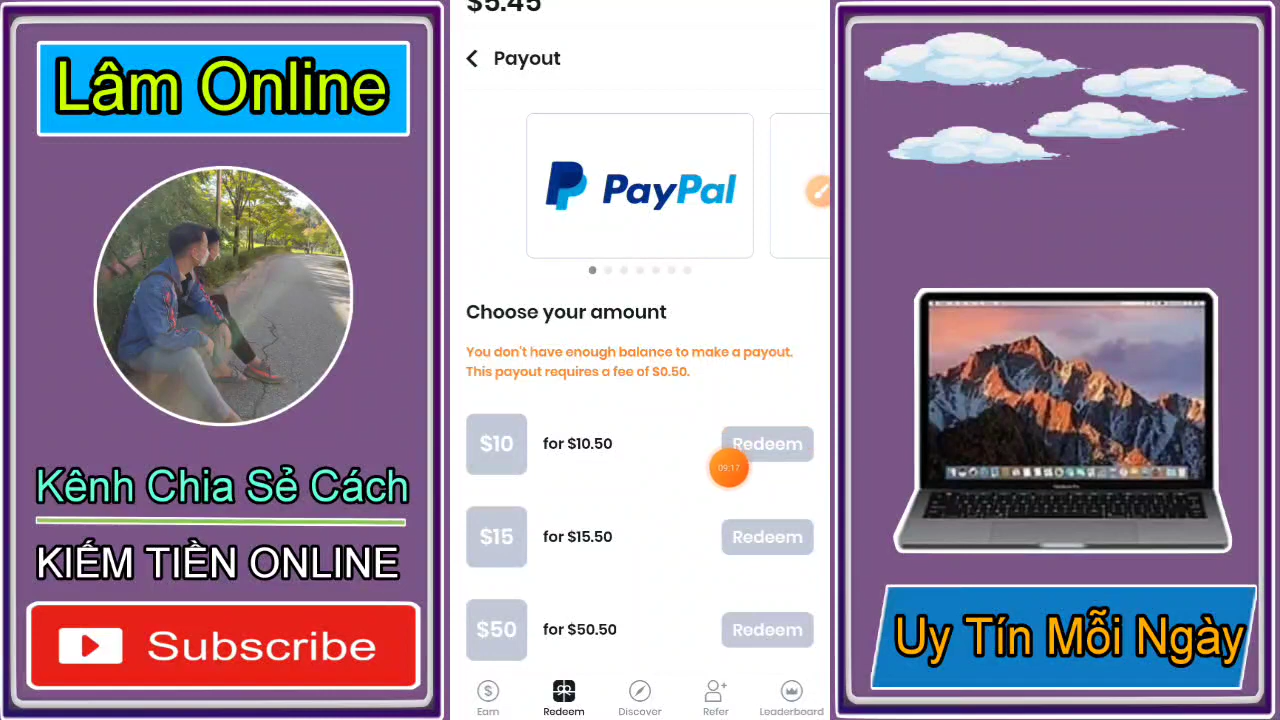 Lâm Online
Kênh Chia Sẻ Cách
KIẾM TIỀN ONLINE
Subscribe
$5.45
Payout
PayPal
Choose your amount
You don't have enough balance to make a payout.
This payout requires a fee of $0.50.
$10 for $10.50 Redeem
09:17
$15 for $15.50 Redeem
$50 for $50.50 Redeem
Earn Redeem Discover Refer Leaderboard
Uy Tín Mỗi Ngày